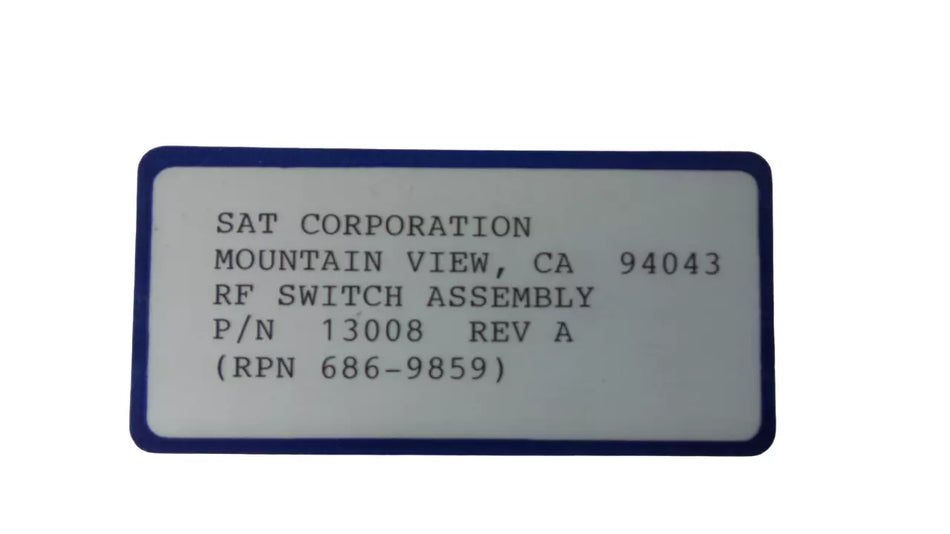 SAT CORPORATION
MOUNTAIN VIEW, CA 94043
RF SWITCH ASSEMBLY
P/N 13008 REV A
(RPN 686-9859)